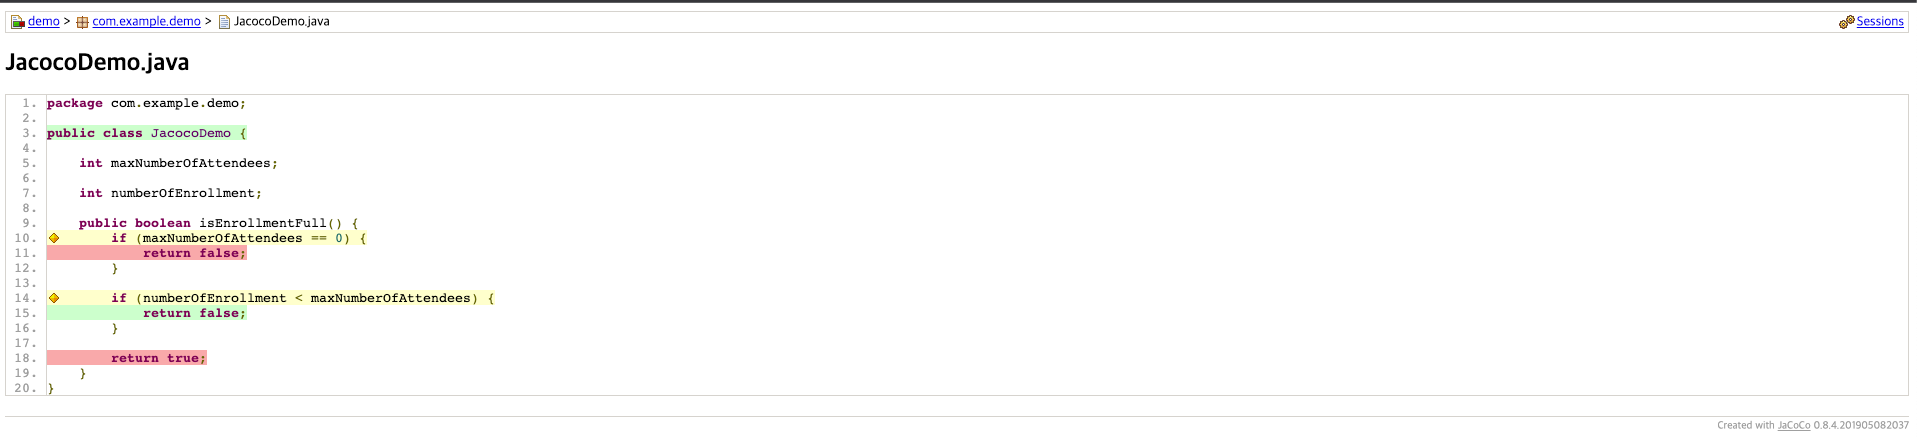 demo > com.example.demo > JacocoDemo.java Sessions
JacocoDemo.java
1. package com.example.demo;
2.
3. public class JacocoDemo {
4.
5.     int maxNumberOfAttendees;
6.
7.     int numberOfEnrollment;
8.
9.     public boolean isEnrollmentFull() {
10.         if (maxNumberOfAttendees == 0) {
11.             return false;
12.         }
13.
14.         if (numberOfEnrollment < maxNumberOfAttendees) {
15.             return false;
16.         }
17.
18.         return true;
19.     }
20. }
Created with JaCoCo 0.8.4.201905082037